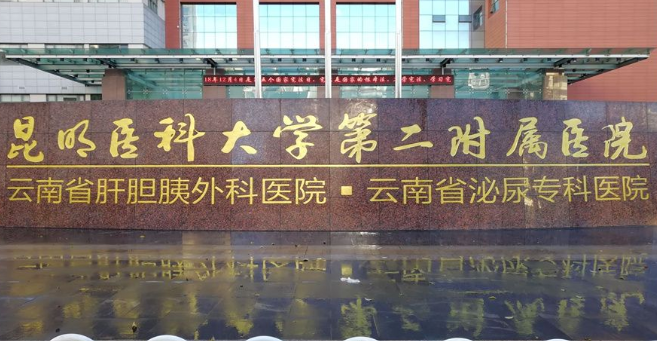 昆明医科大学第二附属医院
云南省肝胆胰外科医院 · 云南省泌尿专科医院